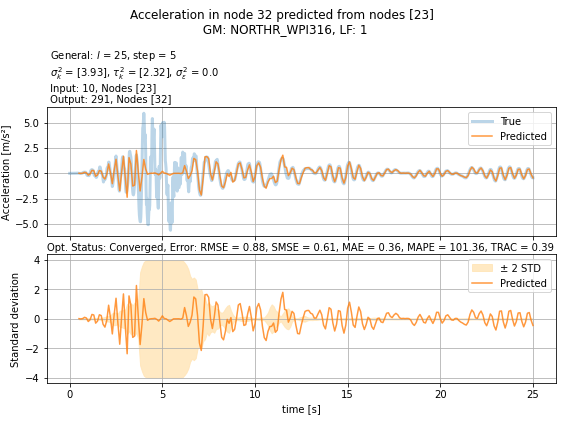 Acceleration in node 32 predicted from nodes [23]
GM: NORTHR_WPI316, LF: 1
General: l = 25, step = 5
σ²ₖ = [3.93], τ²ₖ = [2.32], σ²ε = 0.0
Input: 10, Nodes [23]
Output: 291, Nodes [32]
Acceleration [m/s²]
5.0
2.5
0.0
−2.5
−5.0
True
Predicted
Opt. Status: Converged, Error: RMSE = 0.88, SMSE = 0.61, MAE = 0.36, MAPE = 101.36, TRAC = 0.39
Standard deviation
4
2
0
−2
−4
± 2 STD
Predicted
0 5 10 15 20 25
time [s]